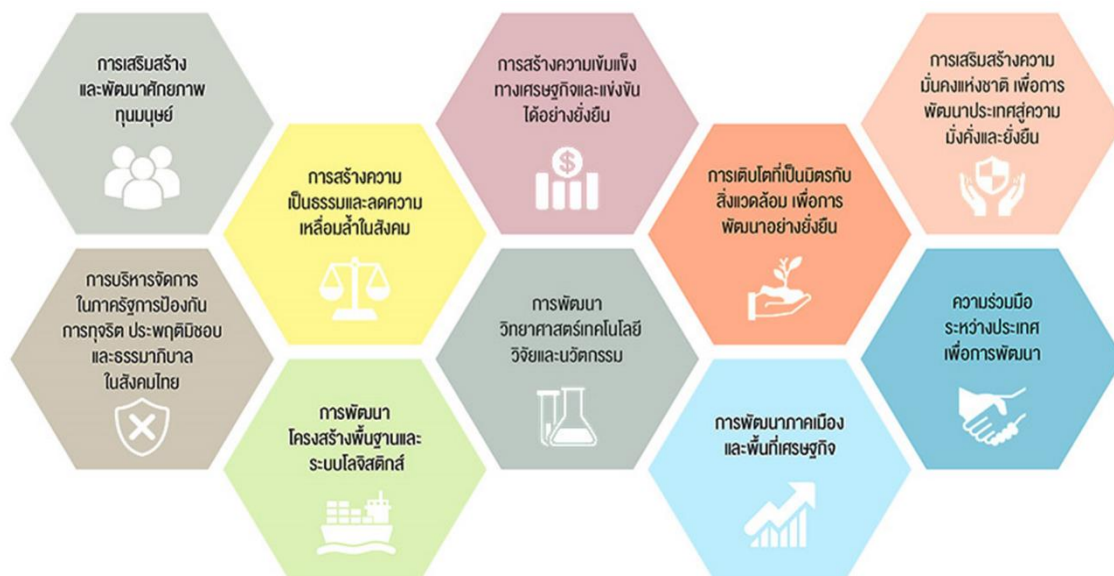 การเสริมสร้าง
และพัฒนาศักยภาพ
ทุนมนุษย์
การสร้างความ
เป็นธรรมและลดความ
เหลื่อมล้ำในสังคม
การสร้างความเข้มแข็ง
ทางเศรษฐกิจและแข่งขัน
ได้อย่างยั่งยืน
$
การเติบโตที่เป็นมิตรกับ
สิ่งแวดล้อม เพื่อการ
พัฒนาอย่างยั่งยืน
การเสริมสร้างความ
มั่นคงแห่งชาติ เพื่อการ
พัฒนาประเทศสู่ความ
มั่งคั่งและยั่งยืน
การบริหารจัดการ
ในภาครัฐการป้องกัน
การทุจริต ประพฤติมิชอบ
และธรรมาภิบาล
ในสังคมไทย
การพัฒนา
โครงสร้างพื้นฐานและ
ระบบโลจิสติกส์
การพัฒนา
วิทยาศาสตร์เทคโนโลยี
วิจัยและนวัตกรรม
การพัฒนาภาคเมือง
และพื้นที่เศรษฐกิจ
ความร่วมมือ
ระหว่างประเทศ
เพื่อการพัฒนา